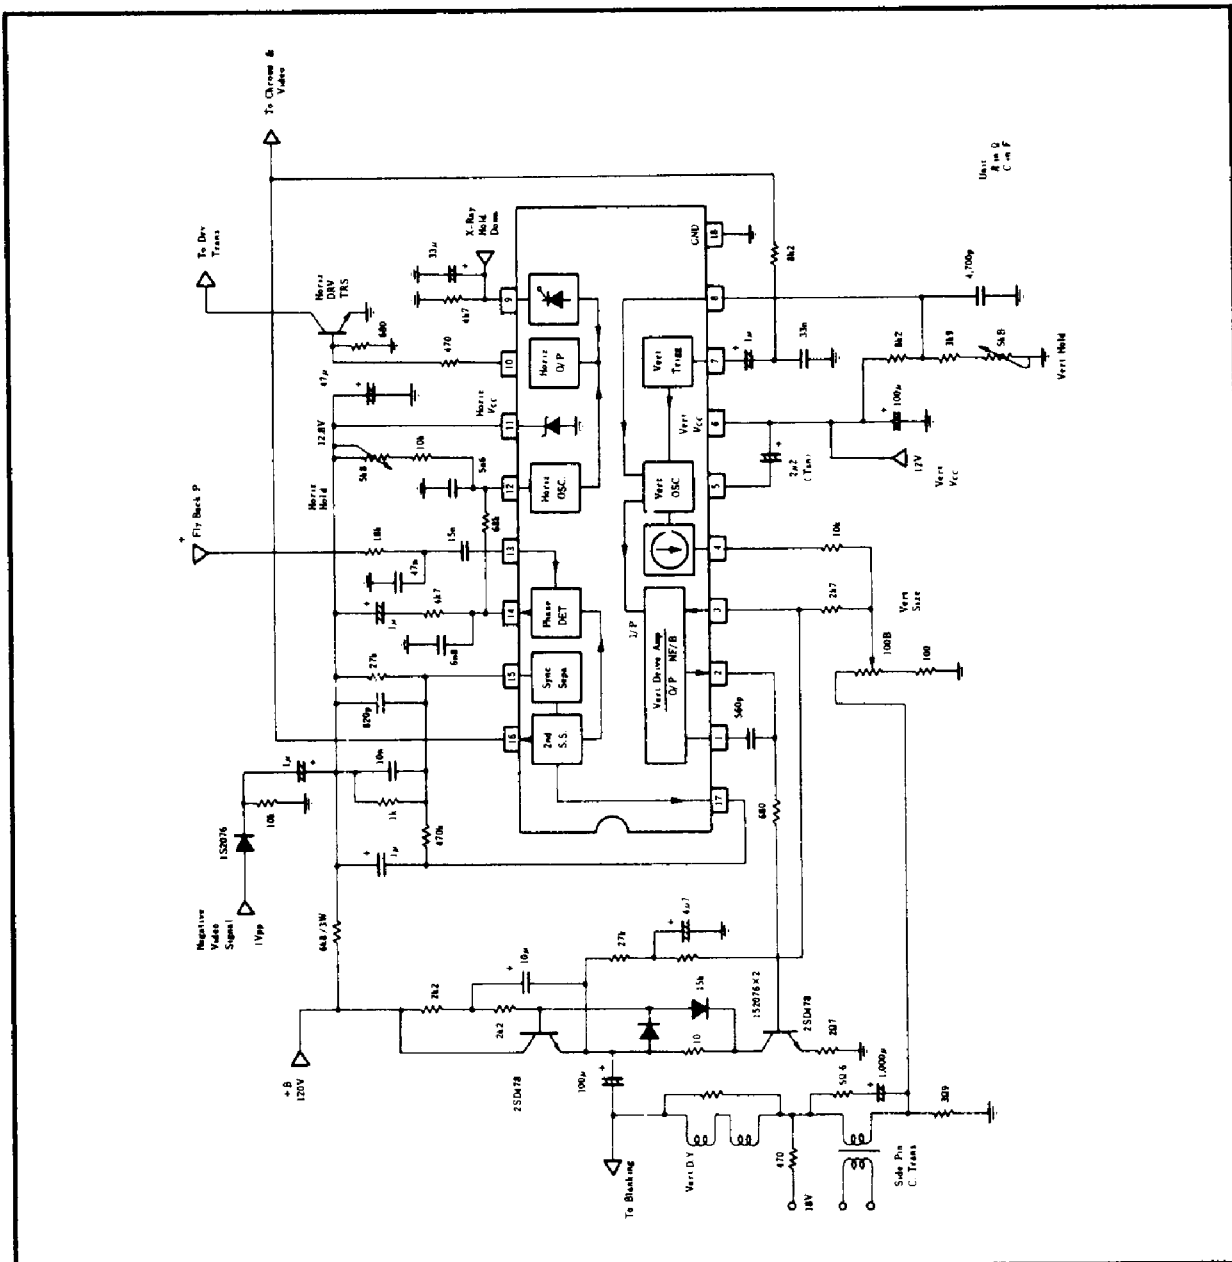 To Chroma &
Video
To Drv
Trans
+ Fly Back P
Horiz
DRV
TRS
680
470
33μ
+
4k7
X-Ray
Hold
Down
47μ
+
12.8V
Horiz
Vcc
Horiz
Hold
5kB
10k
5n6
68k
18k
15n
47n
1μ
+
4k7
6n8
27k
820p
1μ
+
10k
10n
1k
470k
1μ
+
1S2076
Negative
Video
Signal
1Vpp
6k8/3W
+B
120V
16
15
14
13
12
11
10
9
2nd
S.S.
Sync
Sepa
Phase
DET
Horiz
OSC.
Horiz
O/P
Vert Drive Amp
O/P NF/B
I/P
Vert
OSC
Vert
Trigg
Vert
Vcc
GND
17
1
2
3
4
5
6
7
8
18
560p
680
2k7
10k
2μ2
(Tan)
+
1μ
+
33n
8k2
8k2
3k9
5kB
4,700p
Vert Hold
100μ
+
12V
Vert
Vcc
Vert
Size
100B
100
Unit
R in Ω
C in F
2k2
2k2
10μ
+
27k
4μ7
+
15k
1S2076×2
10
2SD478
2SD478
2Ω7
100μ
+
To Blanking
Vert D.Y
470
18V
5Ω6
1,000μ
+
3Ω9
Side Pin
C. Trans